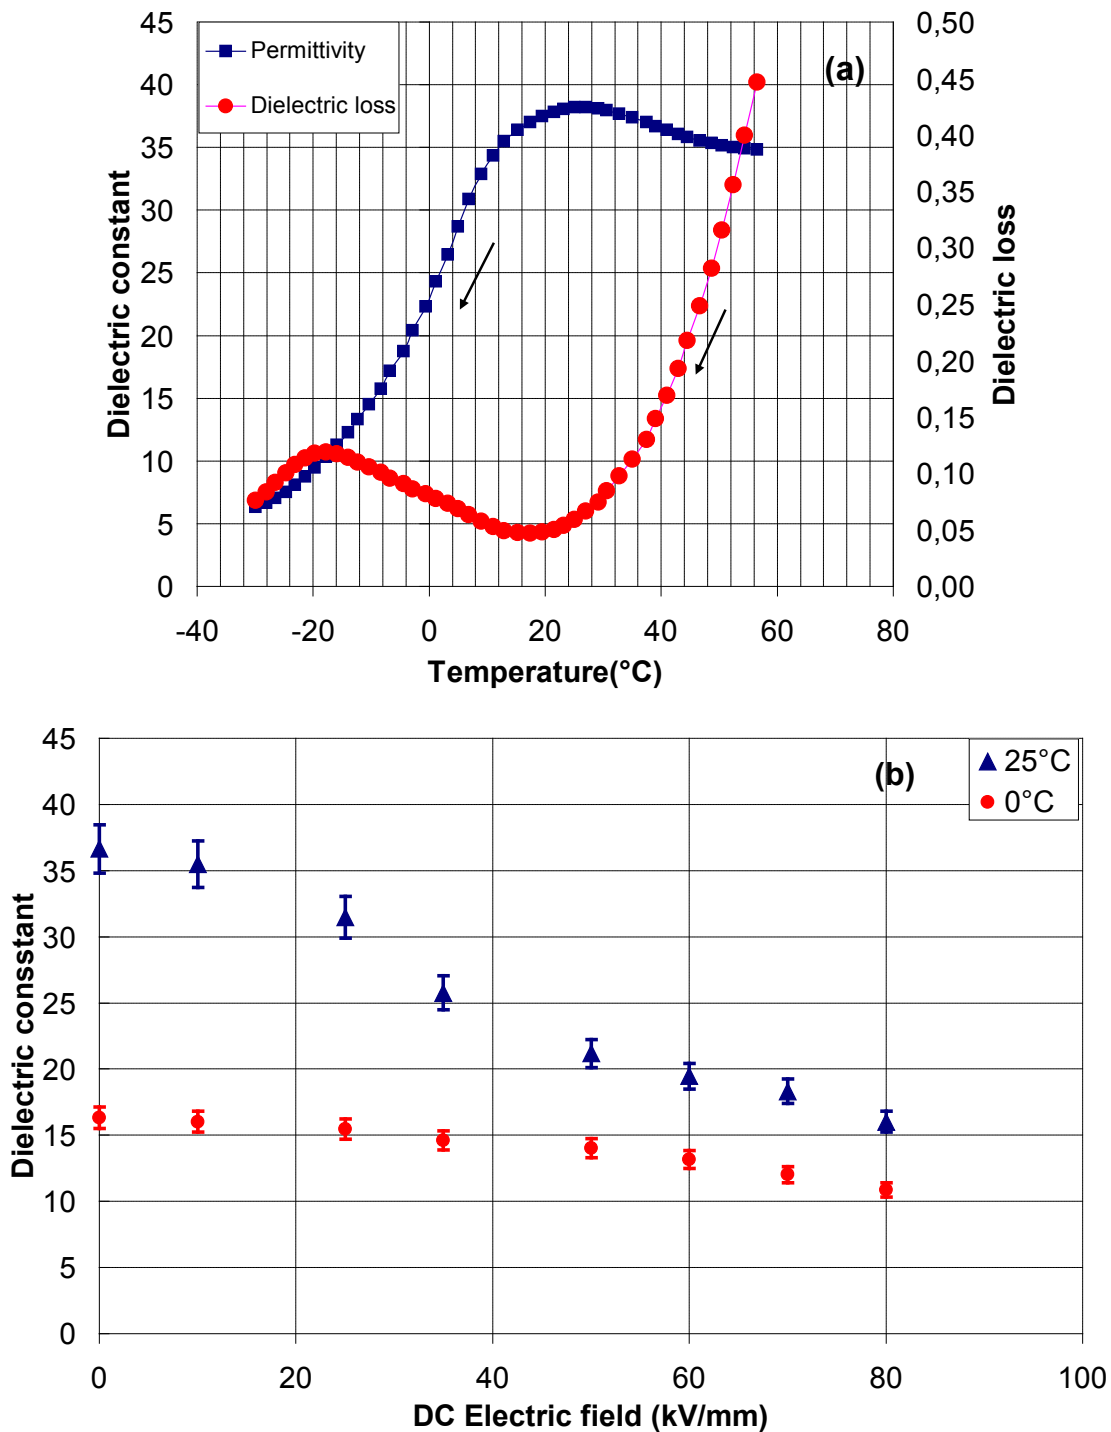 45
40
35
30
25
20
15
10
5
0
Dielectric constant
Permittivity
Dielectric loss
(a)
0,50
0,45
0,40
0,35
0,30
0,25
0,20
0,15
0,10
0,05
0,00
Dielectric loss
-40 -20 0 20 40 60 80
Temperature(°C)
45
40
35
30
25
20
15
10
5
0
Dielectric consstant
(b)
25°C
0°C
0 20 40 60 80 100
DC Electric field (kV/mm)